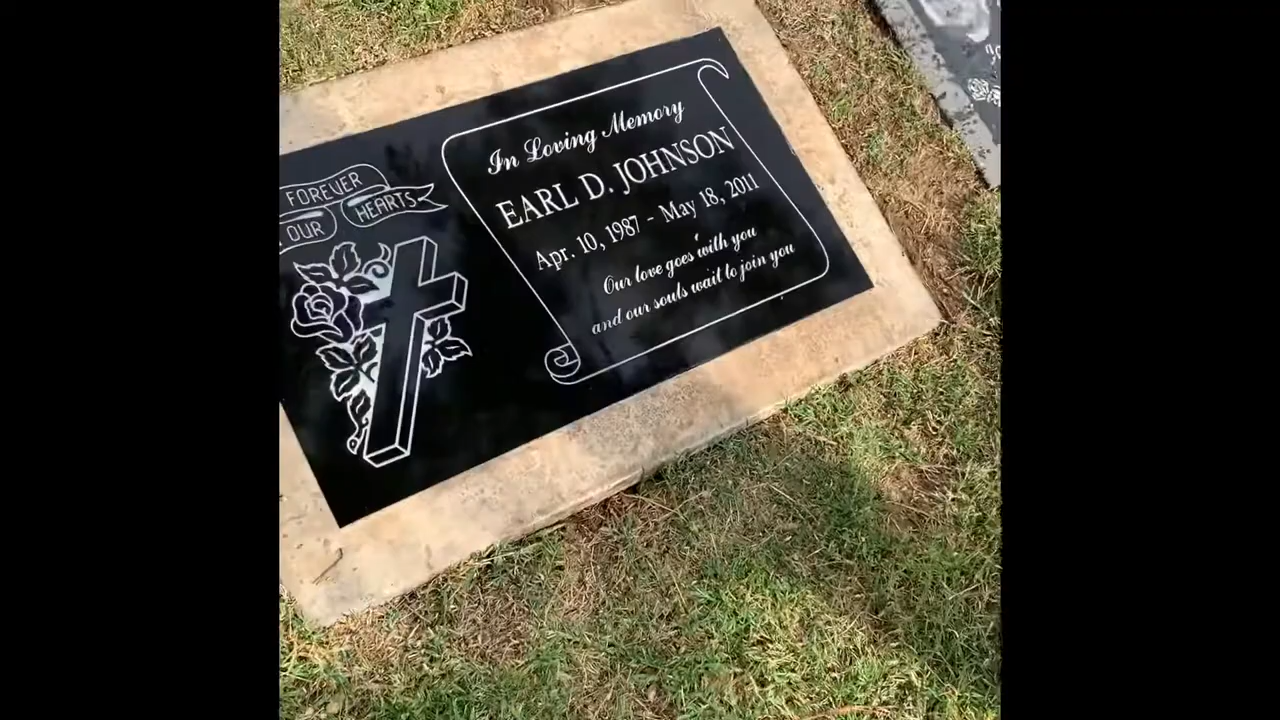 FOREVER
OUR HEARTS
In Loving Memory
EARL D. JOHNSON
Apr. 10, 1987 - May 18, 2011
Our love goes with you
and our souls wait to join you